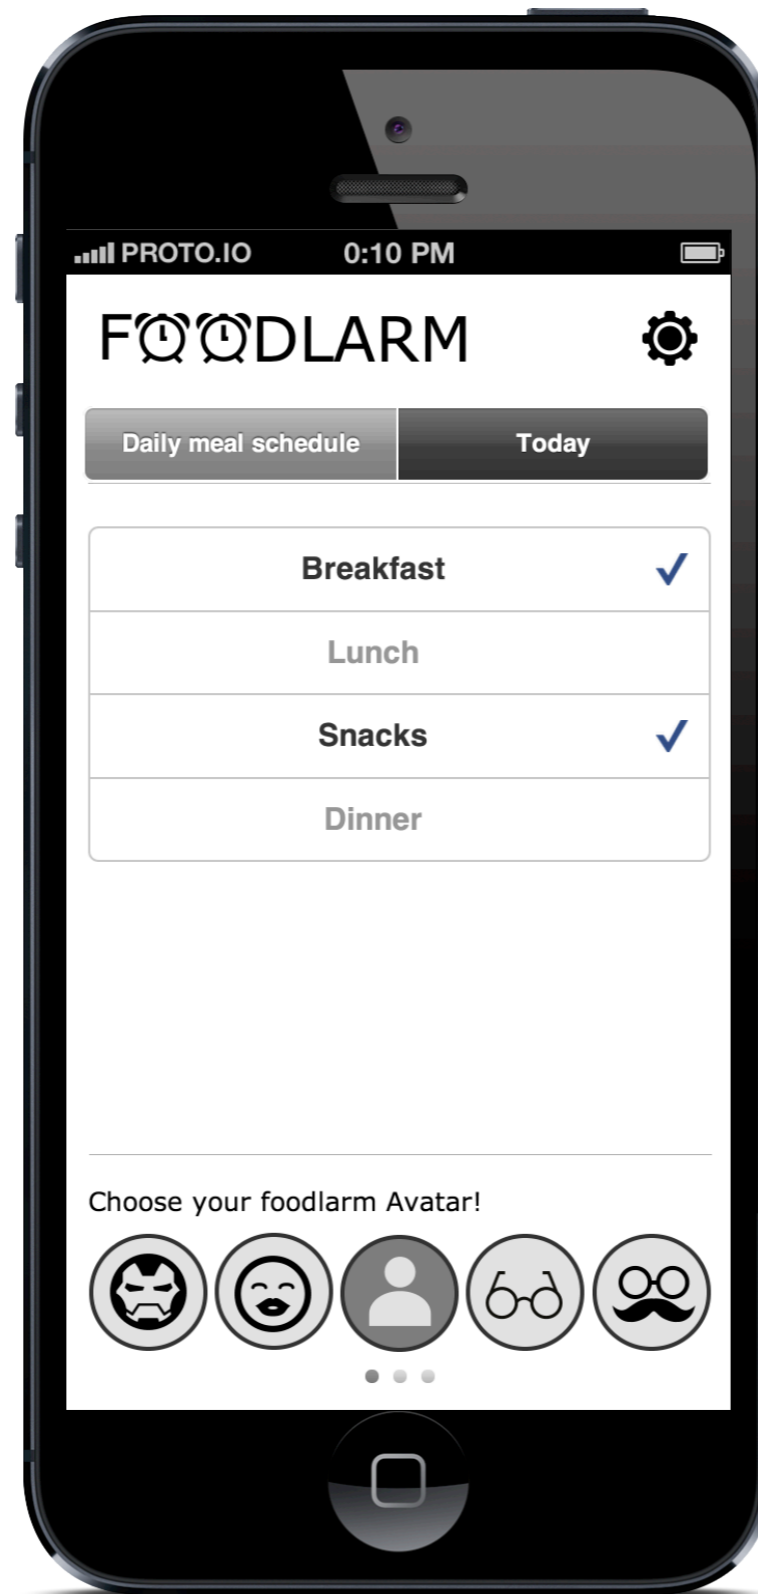 PROTO.IO 0:10 PM
FOODLARM
Daily meal schedule Today
Breakfast
Lunch
Snacks
Dinner
Choose your foodlarm Avatar!